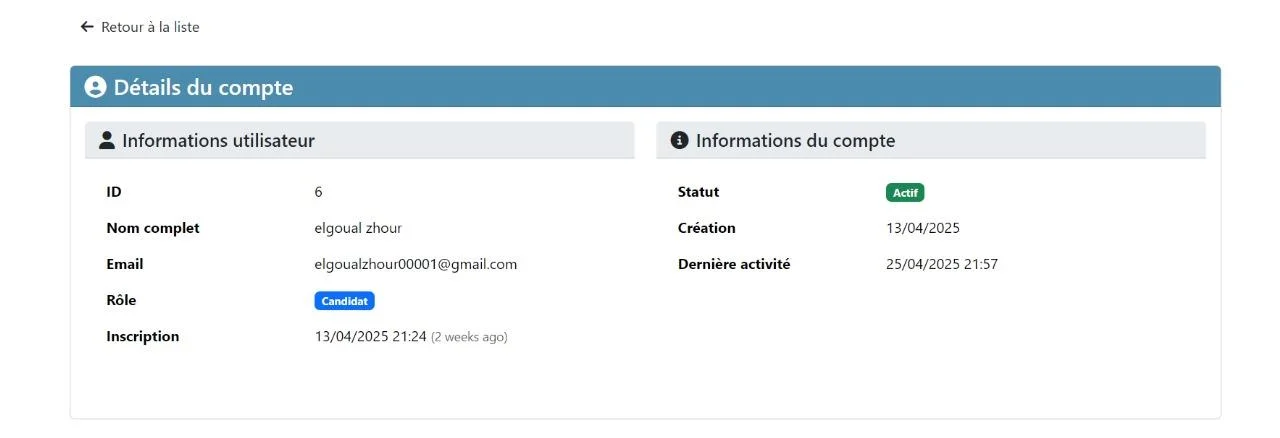 Retour à la liste
Détails du compte
Informations utilisateur
ID 6
Nom complet elgoual zhour
Email elgoualzhour00001@gmail.com
Rôle Candidat
Inscription 13/04/2025 21:24 (2 weeks ago)
Informations du compte
Statut Actif
Création 13/04/2025
Dernière activité 25/04/2025 21:57